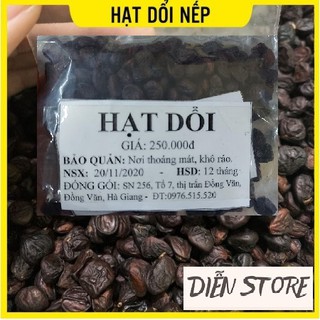 HẠT DỔI NẾP
HẠT DỔI
GIÁ: 250.000đ
BẢO QUẢN: Nơi thoáng mát, khô ráo.
NSX: 20/11/2020 - HSD: 12 tháng
ĐÓNG GÓI: SN 256, Tổ 7, thị trấn Đồng Văn,
Đồng Văn, Hà Giang - ĐT:0976.515.520
DIỄN STORE